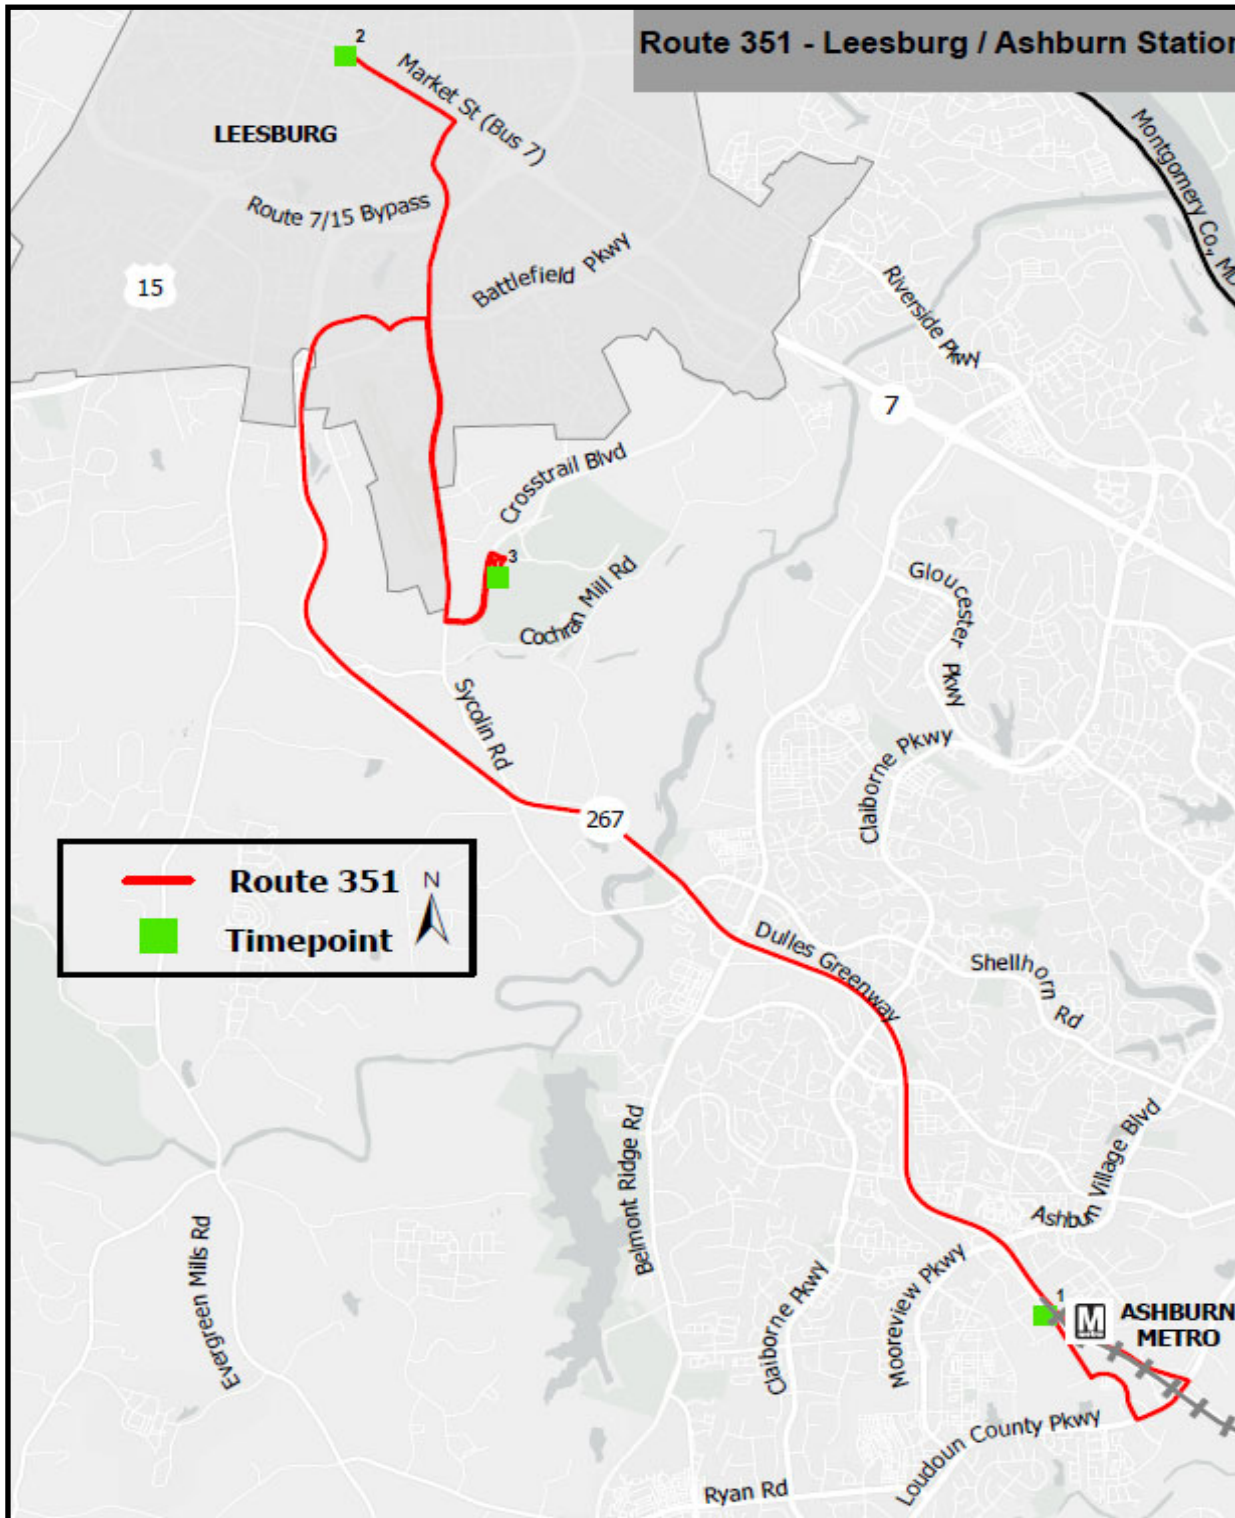 Route 351 - Leesburg / Ashburn Station
2
Market St (Bus 7)
LEESBURG
Montgomery Co., MD
Route 7/15 Bypass
Battlefield Pkwy
15
Riverside Pkwy
7
Crosstrail Blvd
3
Cochran Mill Rd
Gloucester Pkwy
Sycolin Rd
Claiborne Pkwy
267
Route 351
N
Timepoint
Dulles Greenway
Shellhorn Rd
Belmont Ridge Rd
Ashburn Village Blvd
Evergreen Mills Rd
Claiborne Pkwy
Mooreview Pkwy
1
M
ASHBURN
METRO
Loudoun County Pkwy
Ryan Rd